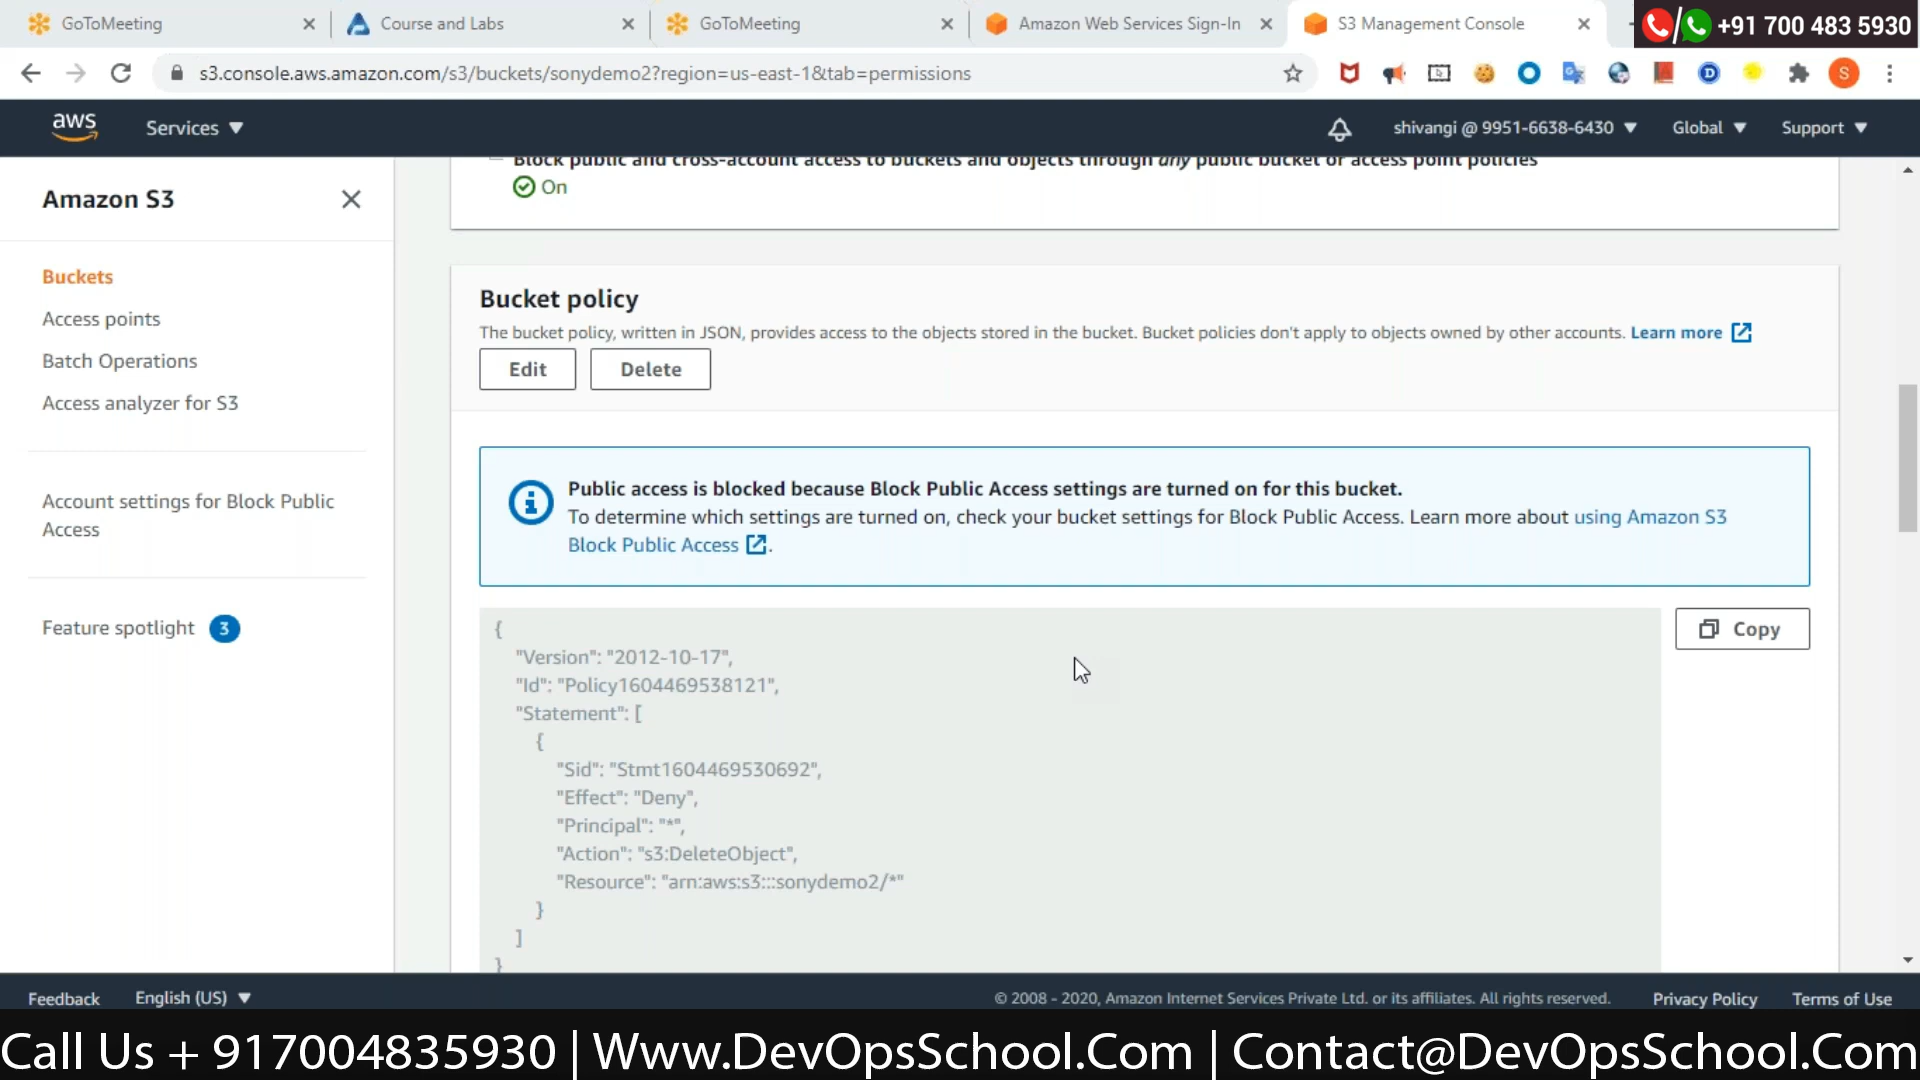 GoToMeeting
Course and Labs
GoToMeeting
Amazon Web Services Sign-In
S3 Management Console
+91 700 483 5930
s3.console.aws.amazon.com/s3/buckets/sonydemo2?region=us-east-1&tab=permissions
D
S
aws
Services
shivangi @ 9951-6638-6430
Global
Support
Amazon S3
Buckets
Access points
Batch Operations
Access analyzer for S3
Account settings for Block Public
Access
Feature spotlight 3
Block public and cross-account access to buckets and objects through any public bucket or access point policies
On
Bucket policy
The bucket policy, written in JSON, provides access to the objects stored in the bucket. Bucket policies don't apply to objects owned by other accounts. Learn more
Edit
Delete
Public access is blocked because Block Public Access settings are turned on for this bucket.
To determine which settings are turned on, check your bucket settings for Block Public Access. Learn more about using Amazon S3
Block Public Access .
Copy
{
"Version": "2012-10-17",
"Id": "Policy1604469538121",
"Statement": [
{
"Sid": "Stmt1604469530692",
"Effect": "Deny",
"Principal": "*",
"Action": "s3:DeleteObject",
"Resource": "arn:aws:s3:::sonydemo2/*"
}
]
}
Feedback
English (US)
© 2008 - 2020, Amazon Internet Services Private Ltd. or its affiliates. All rights reserved.
Privacy Policy
Terms of Use
Call Us + 917004835930 | Www.DevOpsSchool.Com | Contact@DevOpsSchool.Com